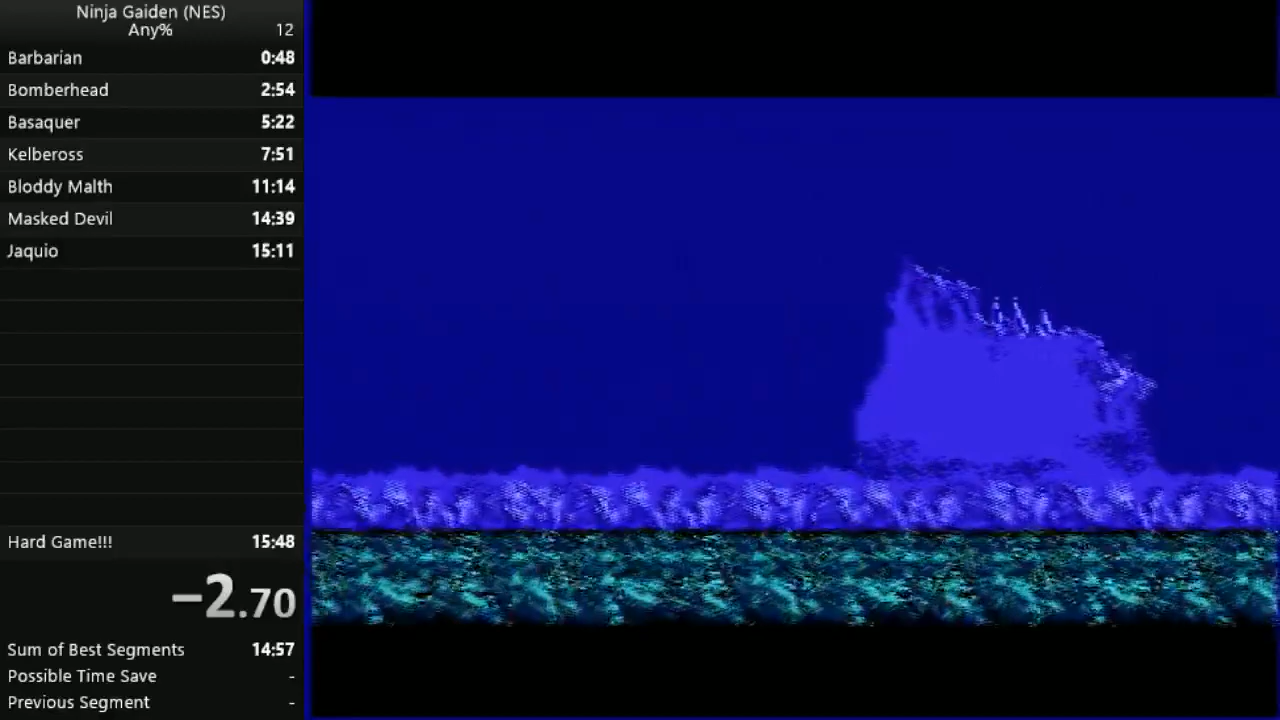 Ninja Gaiden (NES)
Any% 12
Barbarian 0:48
Bomberhead 2:54
Basaquer 5:22
Kelbeross 7:51
Bloddy Malth 11:14
Masked Devil 14:39
Jaquio 15:11
Hard Game!!! 15:48
−2.70
Sum of Best Segments 14:57
Possible Time Save -
Previous Segment -